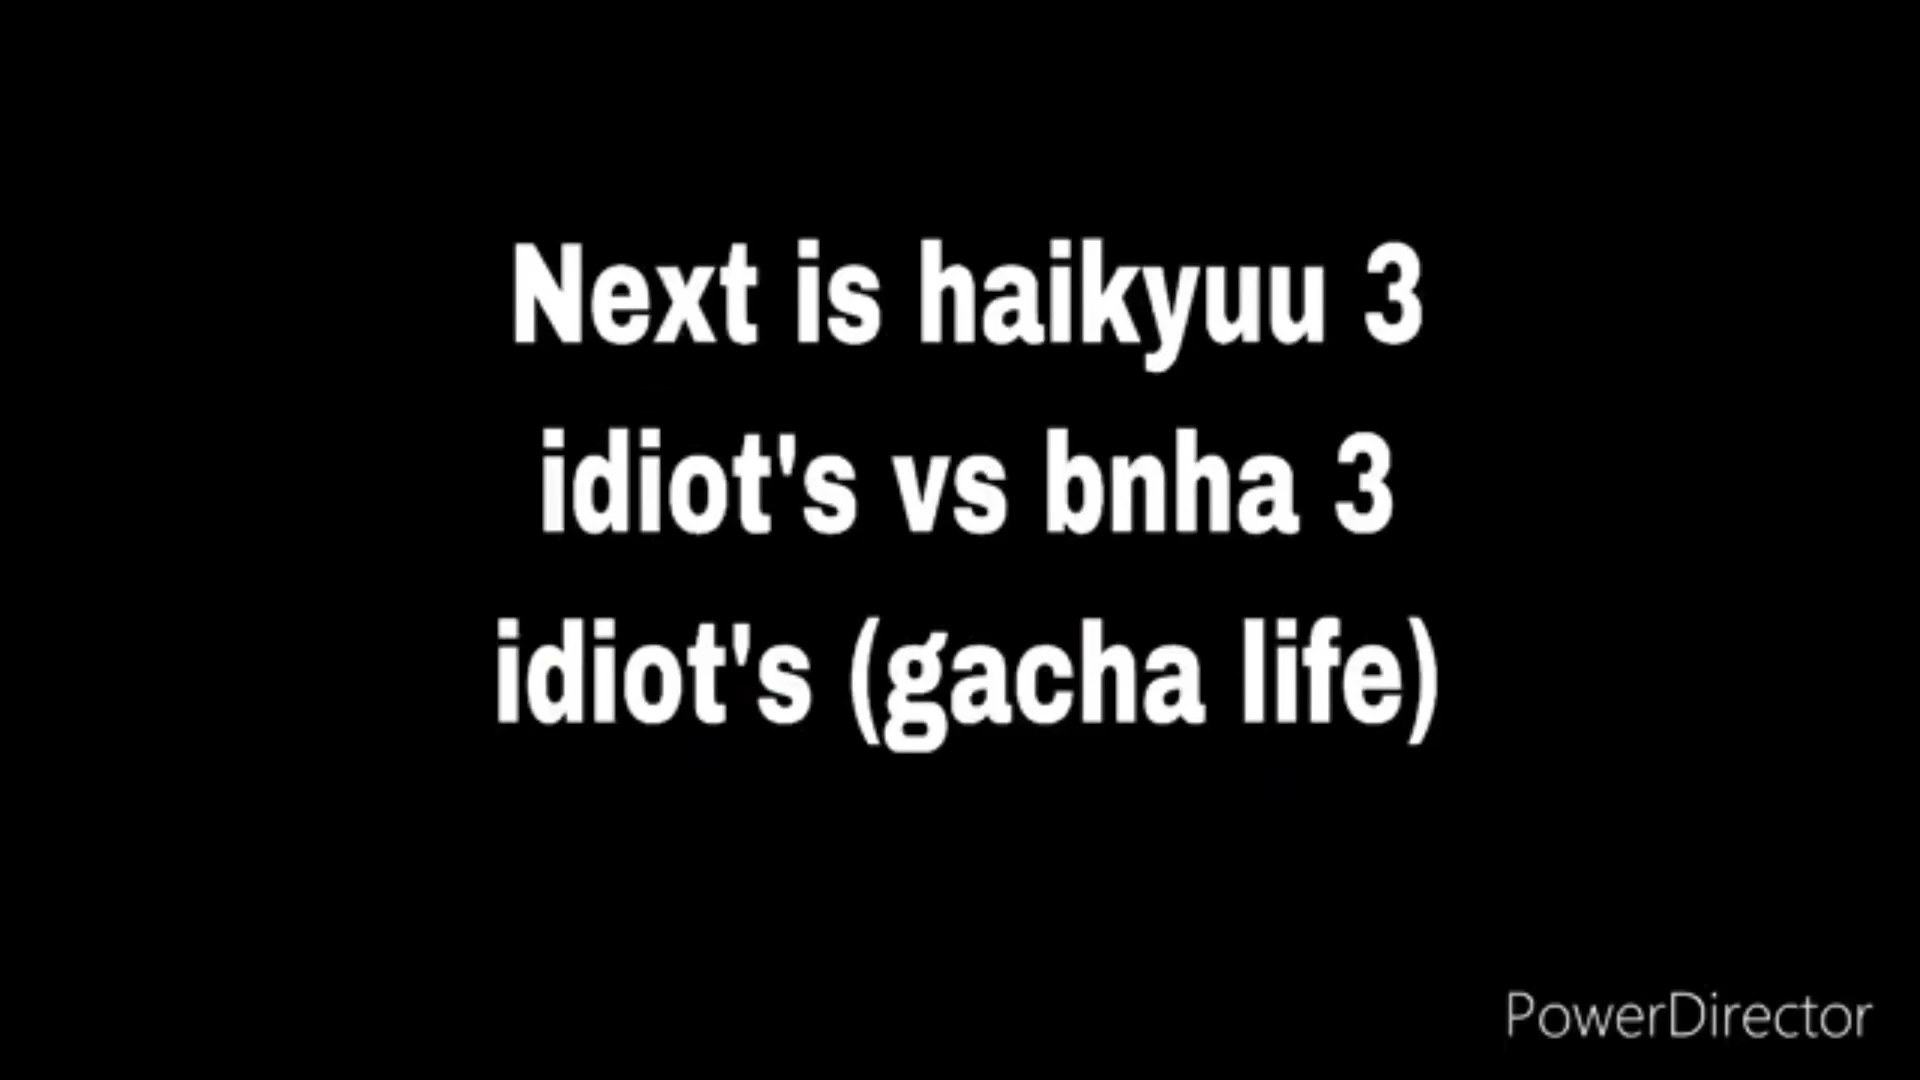 Next is haikyuu 3
idiot's vs bnha 3
idiot's (gacha life)
PowerDirector